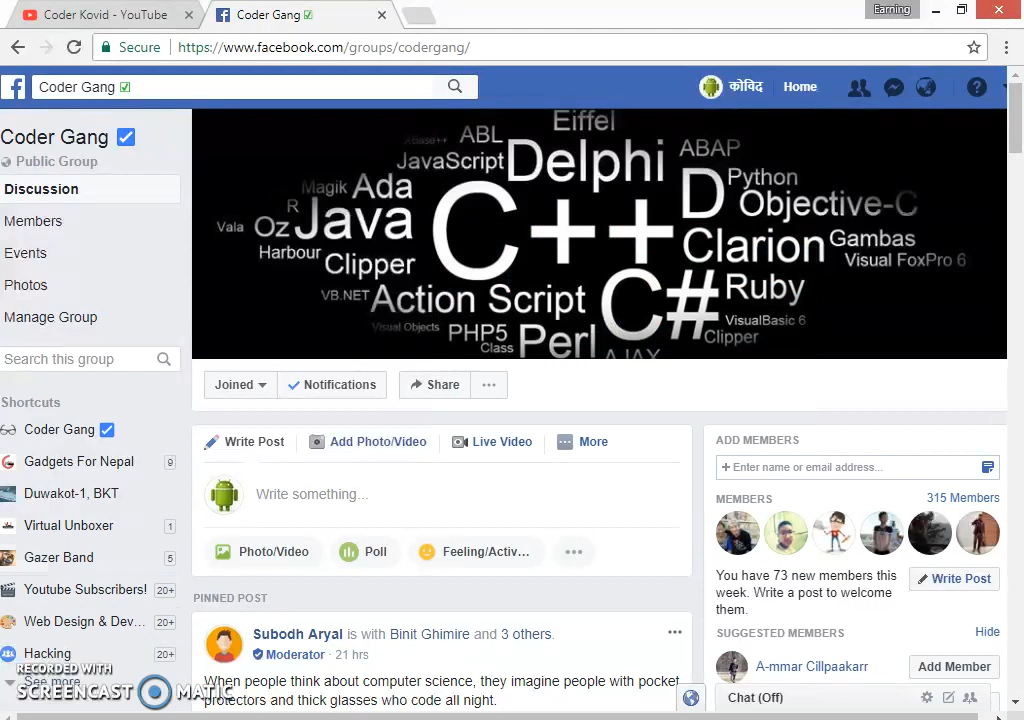 Coder Kovid - YouTube
Coder Gang
Earning
Secure
https://www.facebook.com/groups/codergang/
Coder Gang
कोविद
Home
Coder Gang
Public Group
Discussion
Members
Events
Photos
Manage Group
Search this group
Shortcuts
Coder Gang
Gadgets For Nepal 9
Duwakot-1, BKT
Virtual Unboxer 1
Gazer Band 5
Youtube Subscribers! 20+
Web Design & Dev... 20+
Hacking 20+
See more
RECORDED WITH
SCREENCAST MATIC
Eiffel
XBase++
ABL
JavaScript
Delphi
ABAP
Magik
Ada
D
Python
R
Objective-C
Vala
Oz
Java
C++
Clarion
Gambas
Harbour
Clipper
Visual FoxPro 6
VB.NET
Action Script
C#
Ruby
Visual Objects
PHP5
VisualBasic 6
Class
Perl
Clipper
AJAX
Joined
Notifications
Share
Write Post
Add Photo/Video
Live Video
More
Write something...
Photo/Video
Poll
Feeling/Activ...
PINNED POST
Subodh Aryal is with Binit Ghimire and 3 others.
Moderator · 21 hrs
When people think about computer science, they imagine people with pocket
protectors and thick glasses who code all night.
ADD MEMBERS
+ Enter name or email address...
MEMBERS
315 Members
You have 73 new members this
week. Write a post to welcome
them.
Write Post
SUGGESTED MEMBERS
Hide
A-mmar Cillpaakarr
Add Member
Chat (Off)